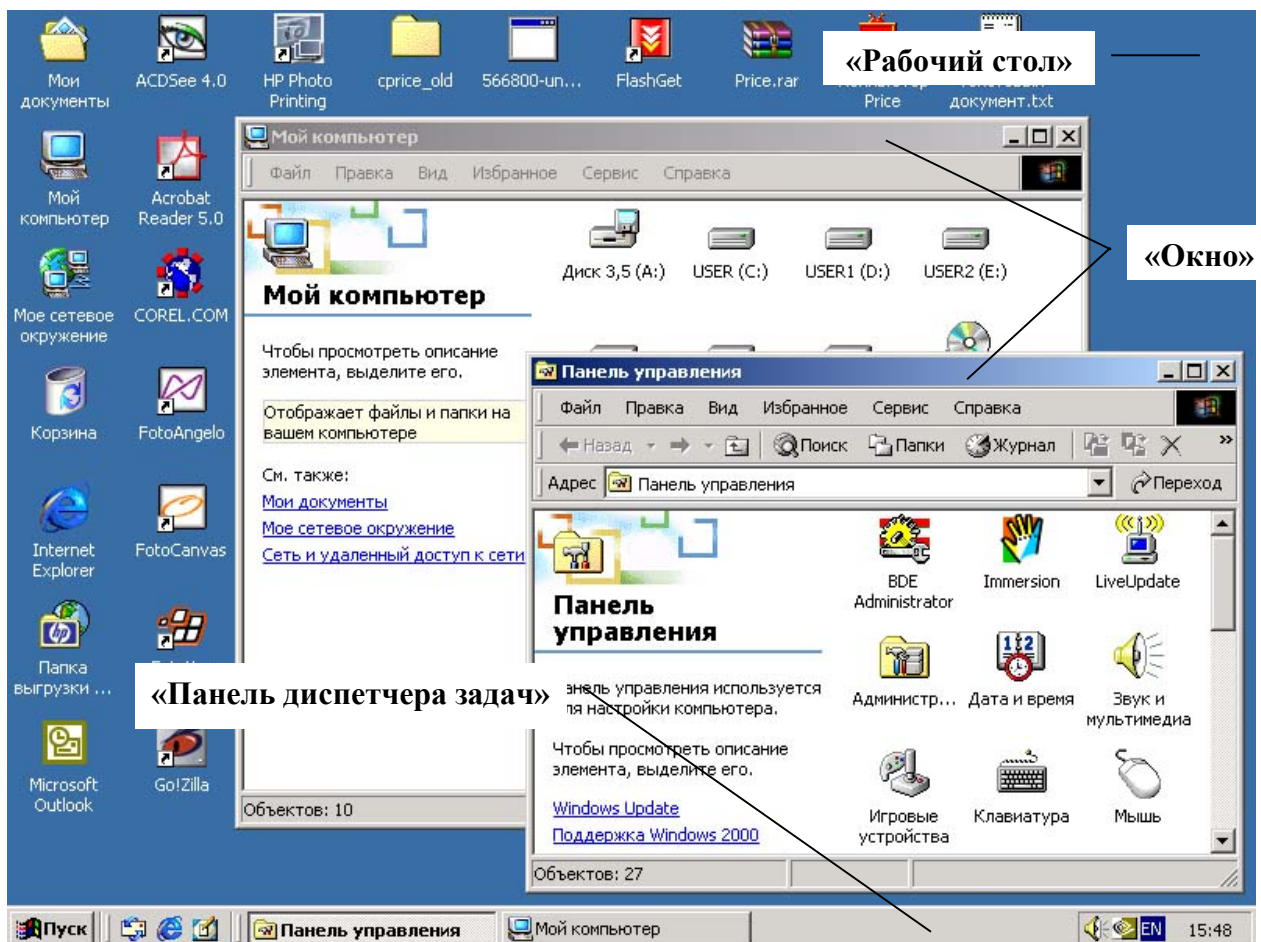 Мои
документы
ACDSee 4.0
HP Photo
Printing
cprice_old
566800-un...
FlashGet
Price.rar
Price
документ.txt
«Рабочий стол»
Мой
компьютер
Acrobat
Reader 5.0
Мое сетевое
окружение
COREL.COM
Корзина
FotoAngelo
Internet
Explorer
FotoCanvas
Папка
выгрузки ...
Microsoft
Outlook
Go!Zilla
Мой компьютер
Файл Правка Вид Избранное Сервис Справка
Мой компьютер
Чтобы просмотреть описание
элемента, выделите его.
Отображает файлы и папки на
вашем компьютере
См. также:
Мои документы
Мое сетевое окружение
Сеть и удаленный доступ к сети
Диск 3,5 (A:)
USER (C:)
USER1 (D:)
USER2 (E:)
Объектов: 10
«Окно»
Панель управления
Файл Правка Вид Избранное Сервис Справка
Назад Поиск Папки Журнал »
Адрес Панель управления Переход
Панель
управления
управления используется
настройки компьютера.
Чтобы просмотреть описание
элемента, выделите его.
Windows Update
Поддержка Windows 2000
BDE
Administrator
Immersion
LiveUpdate
Администр...
Дата и время
Звук и
мультимедиа
Игровые
устройства
Клавиатура
Мышь
Объектов: 27
«Панель диспетчера задач»
Пуск
Панель управления
Мой компьютер
EN 15:48